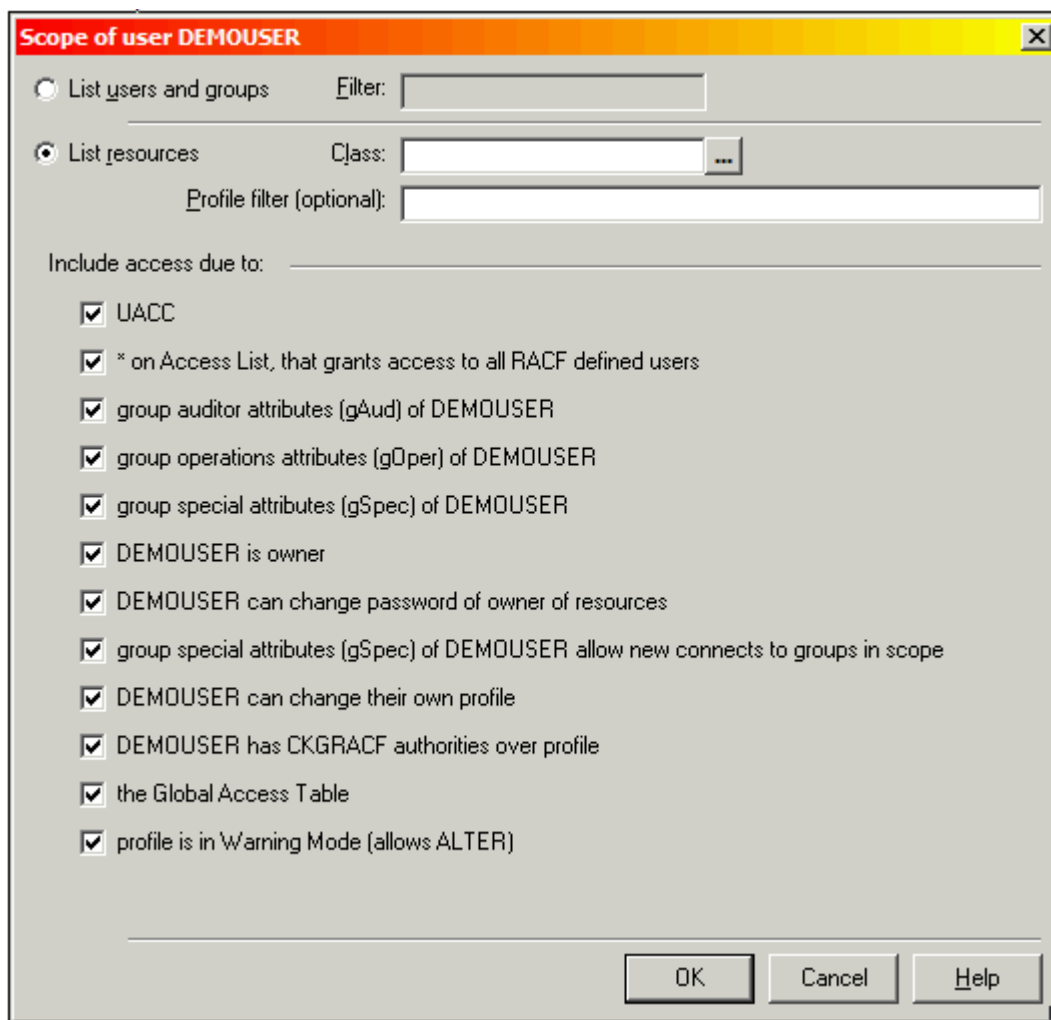 Scope of user DEMOUSER
List users and groups Filter:
List resources Class: ...
Profile filter (optional):
Include access due to:
UACC
* on Access List, that grants access to all RACF defined users
group auditor attributes (gAud) of DEMOUSER
group operations attributes (gOper) of DEMOUSER
group special attributes (gSpec) of DEMOUSER
DEMOUSER is owner
DEMOUSER can change password of owner of resources
group special attributes (gSpec) of DEMOUSER allow new connects to groups in scope
DEMOUSER can change their own profile
DEMOUSER has CKGRACF authorities over profile
the Global Access Table
profile is in Warning Mode (allows ALTER)
OK Cancel Help